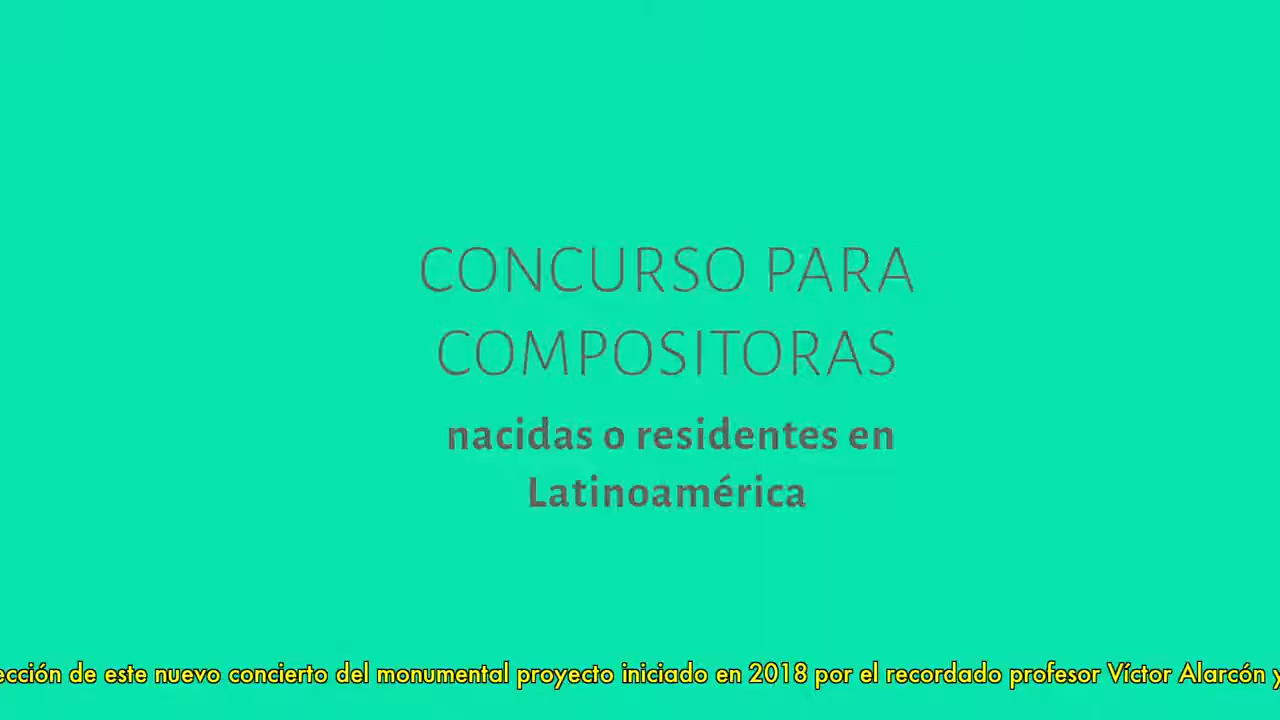 CONCURSO PARA
COMPOSITORAS
nacidas o residentes en
Latinoamérica
ección de este nuevo concierto del monumental proyecto iniciado en 2018 por el recordado profesor Víctor Alarcón y